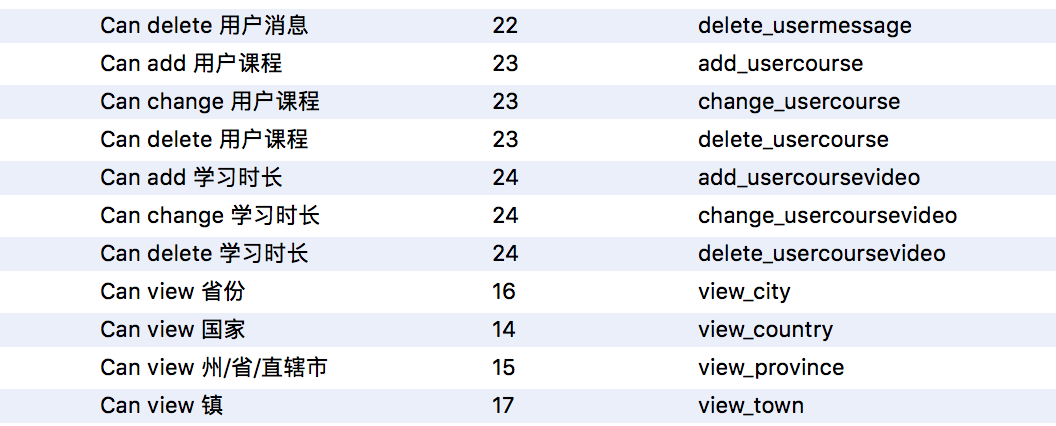 Can delete 用户消息 22 delete_usermessage
Can add 用户课程 23 add_usercourse
Can change 用户课程 23 change_usercourse
Can delete 用户课程 23 delete_usercourse
Can add 学习时长 24 add_usercoursevideo
Can change 学习时长 24 change_usercoursevideo
Can delete 学习时长 24 delete_usercoursevideo
Can view 省份 16 view_city
Can view 国家 14 view_country
Can view 州/省/直辖市 15 view_province
Can view 镇 17 view_town